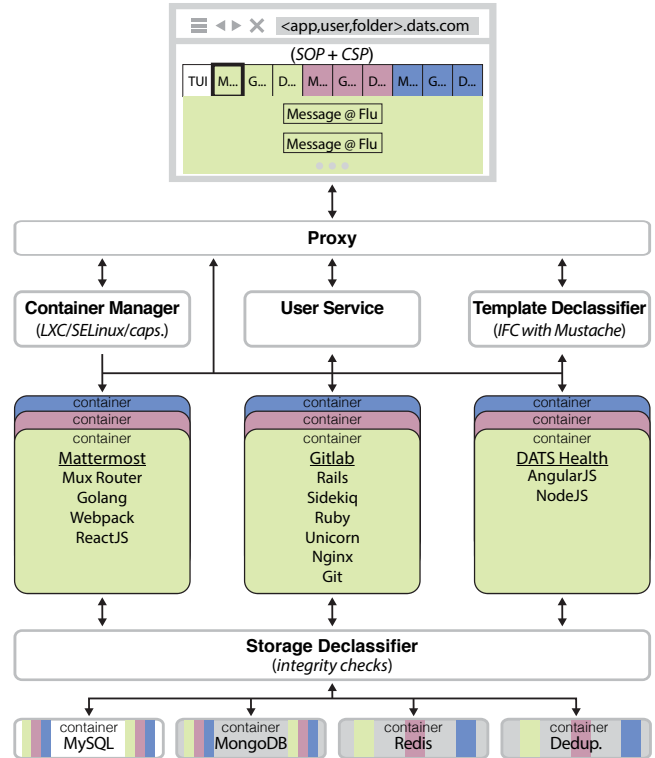 <app,user,folder>.dats.com
(SOP + CSP)
TUI M... G... D... M... G... D... M... G... D...
Message @ Flu
Message @ Flu
Proxy
Container Manager
(LXC/SELinux/caps.)
User Service
Template Declassifier
(IFC with Mustache)
container
container
container
Mattermost
Mux Router
Golang
Webpack
ReactJS
container
container
container
Gitlab
Rails
Sidekiq
Ruby
Unicorn
Nginx
Git
container
container
container
DATS Health
AngularJS
NodeJS
Storage Declassifier
(integrity checks)
container
MySQL
container
MongoDB
container
Redis
container
Dedup.